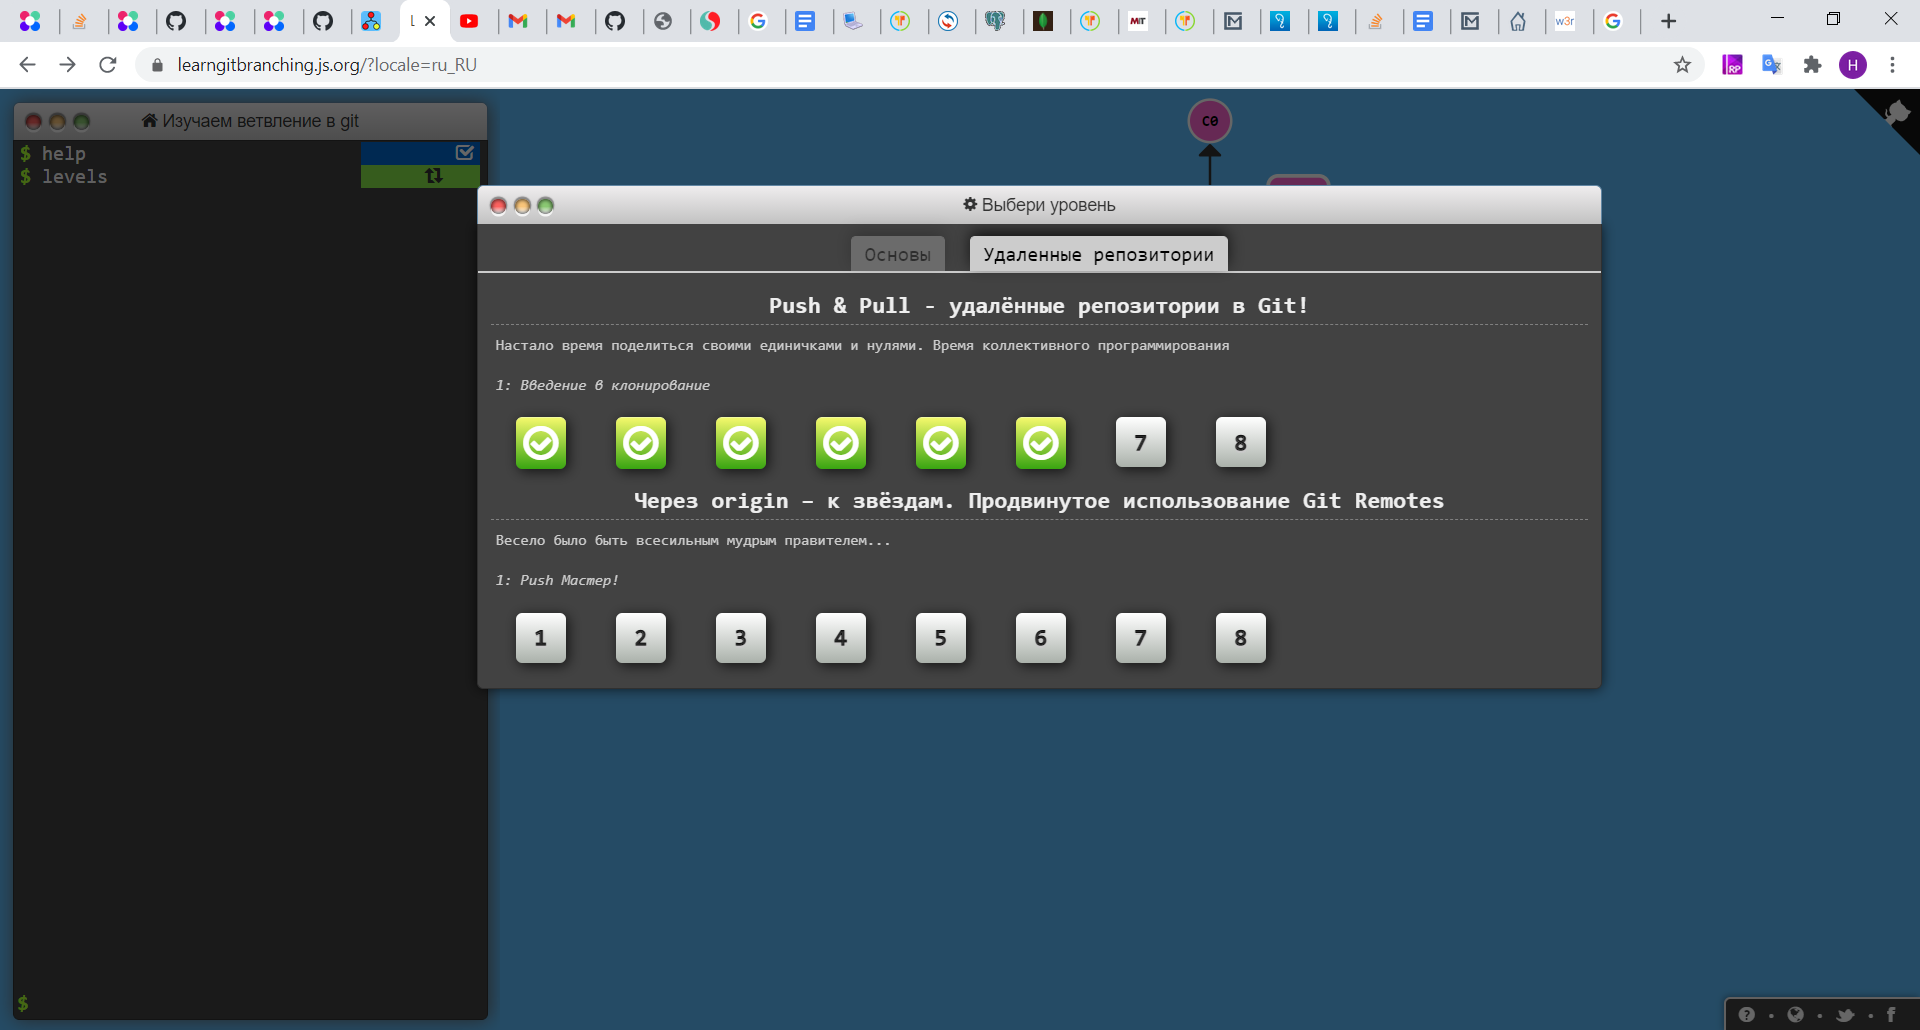 L
learngitbranching.js.org/?locale=ru_RU
RP
H
Изучаем ветвление в git
$ help
$ levels
C0
Выбери уровень
Основы
Удаленные репозитории
Push & Pull - удалённые репозитории в Git!
Настало время поделиться своими единичками и нулями. Время коллективного программирования
1: Введение в клонирование
7 8
Через origin – к звёздам. Продвинутое использование Git Remotes
Весело было быть всесильным мудрым правителем...
1: Push Мастер!
1 2 3 4 5 6 7 8
$